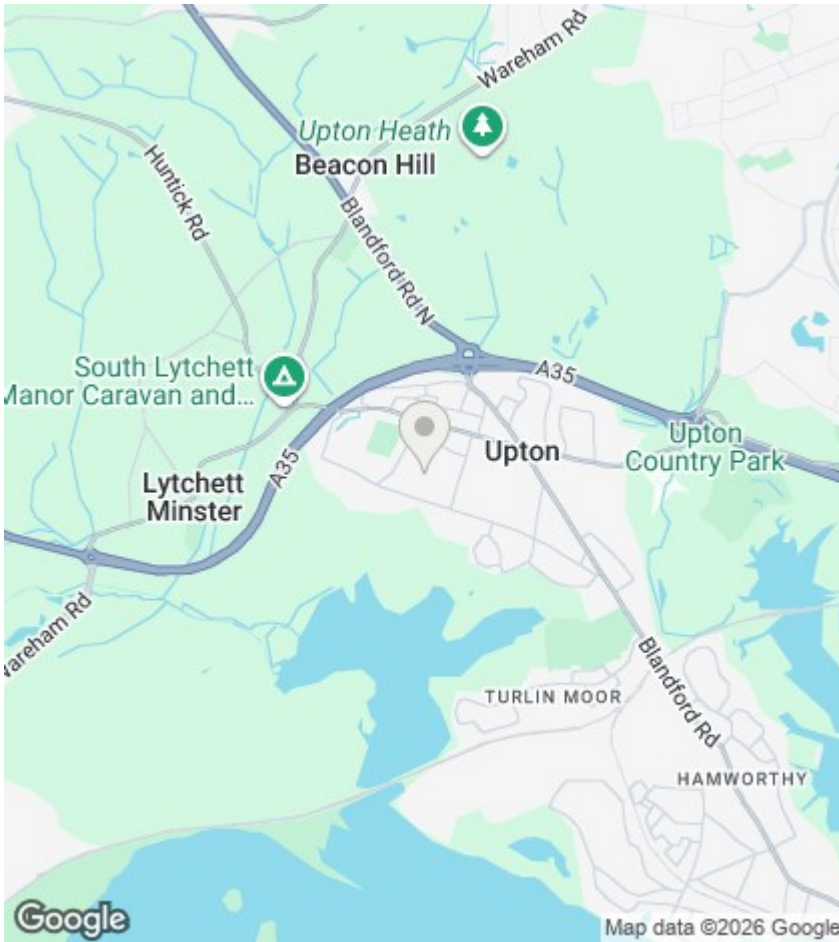 Wareham Rd
Upton Heath
Beacon Hill
Huntick Rd
Blandford Rd N
South Lytchett
Manor Caravan and...
A35
Upton
Upton
Country Park
A35
Lytchett
Minster
Wareham Rd
Blandford Rd
TURLIN MOOR
HAMWORTHY
Google
Map data ©2026 Google